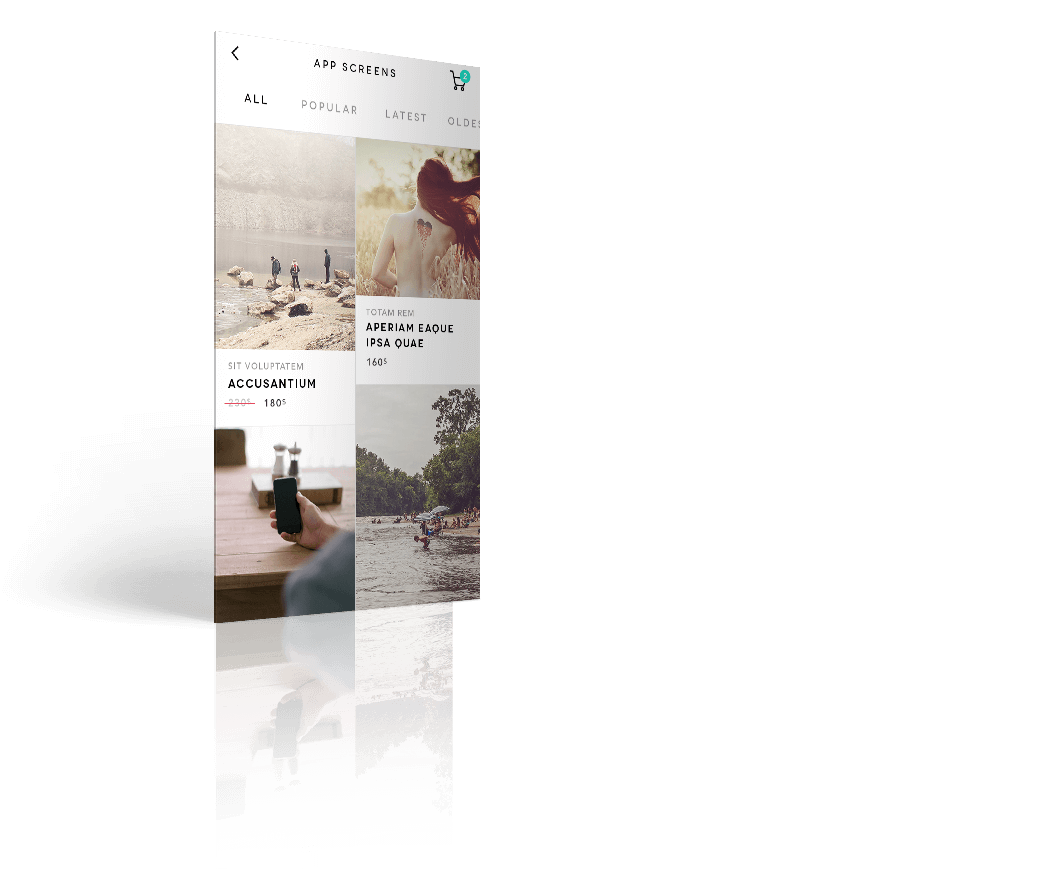 APP SCREENS
2
ALL POPULAR LATEST OLDES
TOTAM REM
APERIAM EAQUE
IPSA QUAE
160$
SIT VOLUPTATEM
ACCUSANTIUM
230$ 180$